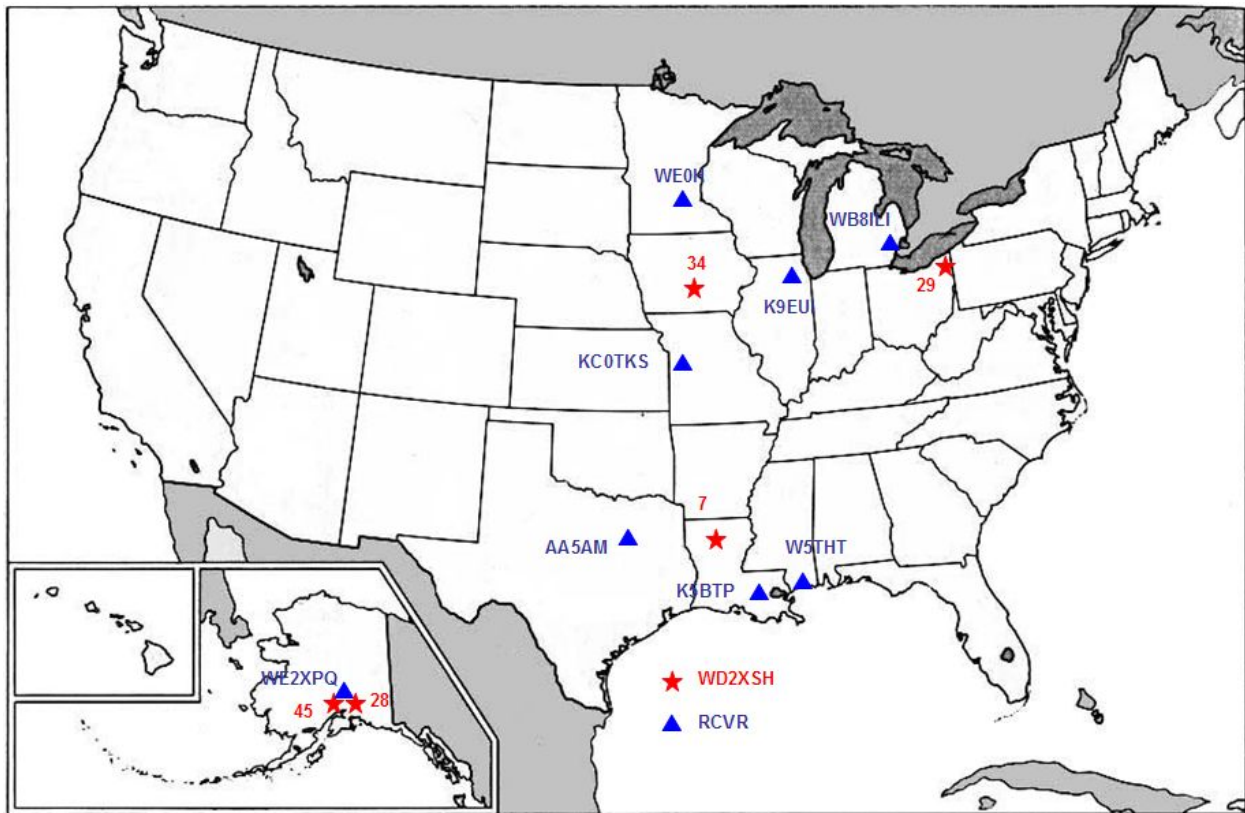 WE0H
WB8ILI
34
29
K9EUI
KC0TKS
7
AA5AM
W5THT
K5BTP
WE2XPQ
45
28
WD2XSH
RCVR